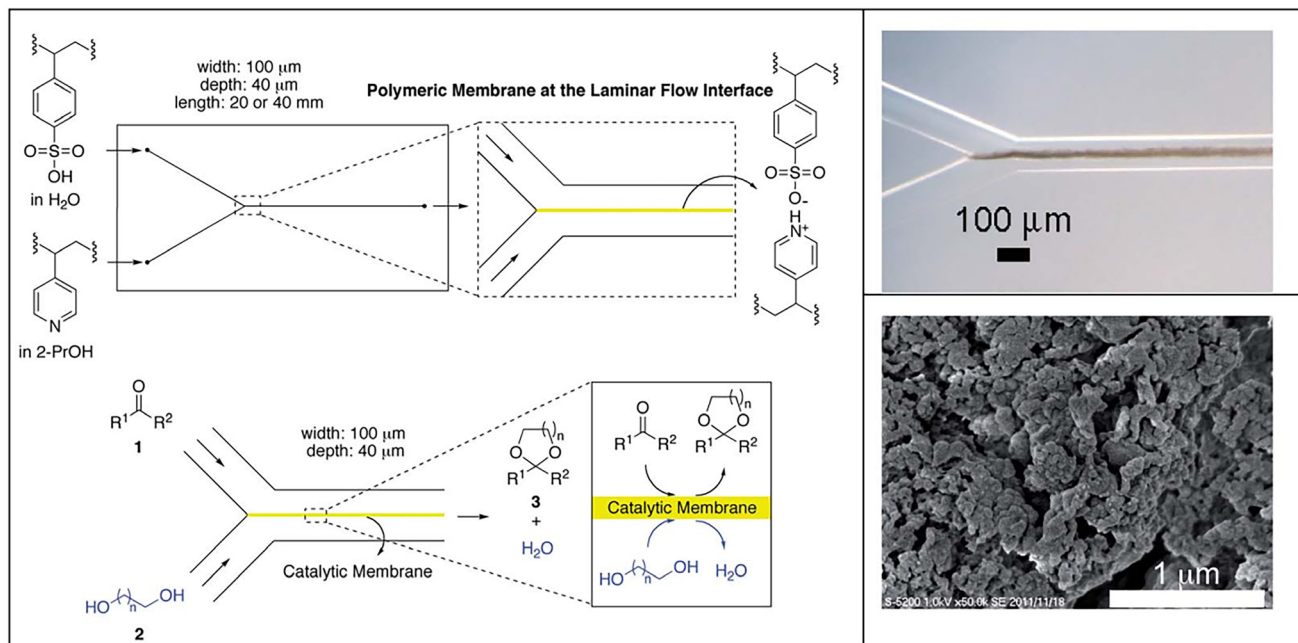 width: 100 μm
depth: 40 μm
length: 20 or 40 mm
Polymeric Membrane at the Laminar Flow Interface
O=S=O
OH
in H₂O
N
in 2-PrOH
O=S=O
O-
H
N+
O
R¹ R²
1
HO ( )n OH
2
width: 100 μm
depth: 40 μm
Catalytic Membrane
( )n
O O
R¹ R²
3
+
H₂O
O
R¹ R²
( )n
O O
R¹ R²
Catalytic Membrane
HO ( )n OH
H₂O
100 μm
1 μm
S-5200 1.0kV x50.0k SE 2011/11/18